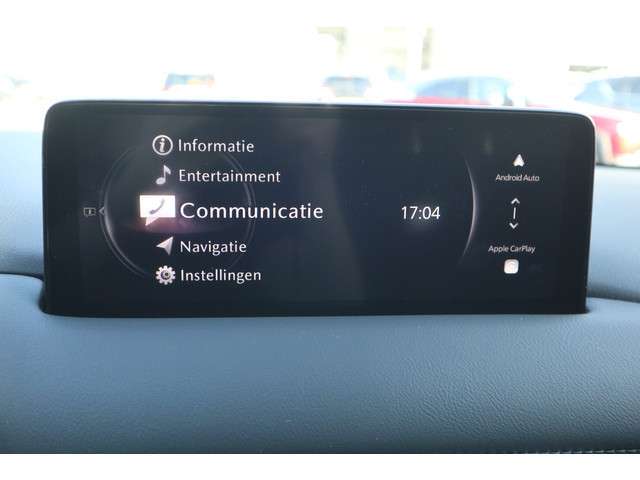 Informatie
Entertainment
Communicatie
Navigatie
Instellingen
17:04
Android Auto
Apple CarPlay